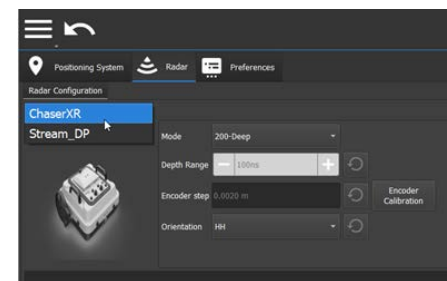 Positioning System Radar Preferences
Radar Configuration
ChaserXR
Stream_DP
Mode 200-Deep
Depth Range 100ns
Encoder step 0.0020 m Encoder Calibration
Orientation HH